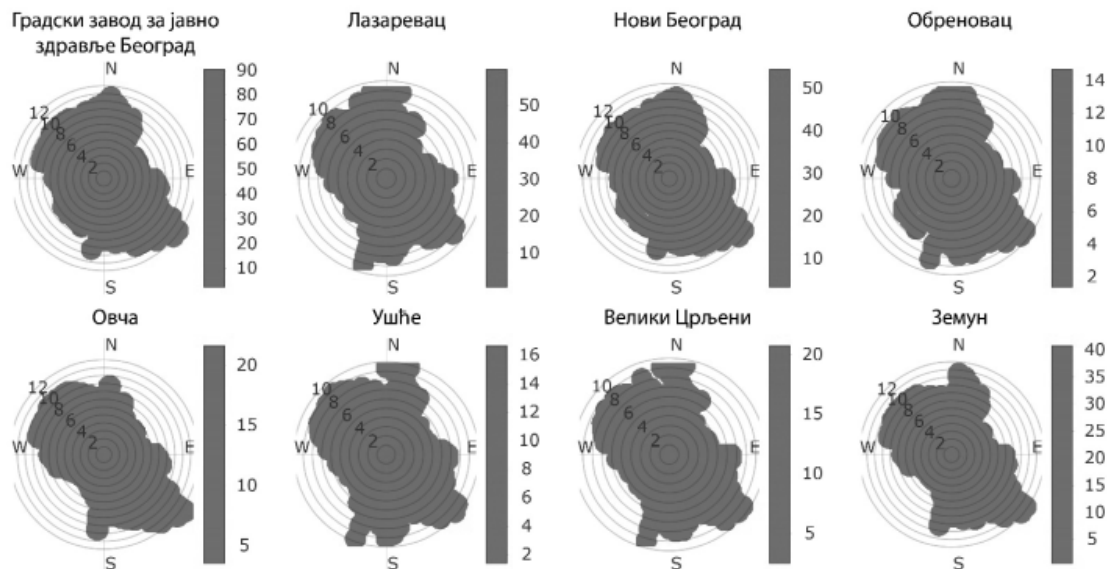 Градски завод за јавно
здравље Београд
Лазаревац
Нови Београд
Обреновац
N
12
10
8
6
4
2
W
E
S
90
80
70
60
50
40
30
20
10
N
10
8
6
4
2
W
E
S
50
40
30
20
10
N
12
10
8
6
4
2
W
E
S
50
40
30
20
10
N
10
8
6
4
2
W
E
S
14
12
10
8
6
4
2
Овча
Ушће
Велики Црљени
Земун
N
12
10
8
6
4
2
W
E
S
20
15
10
5
N
10
8
6
4
2
W
E
S
16
14
12
10
8
6
4
2
N
10
8
6
4
2
W
E
S
20
15
10
5
N
12
10
8
6
4
2
W
E
S
40
35
30
25
20
15
10
5